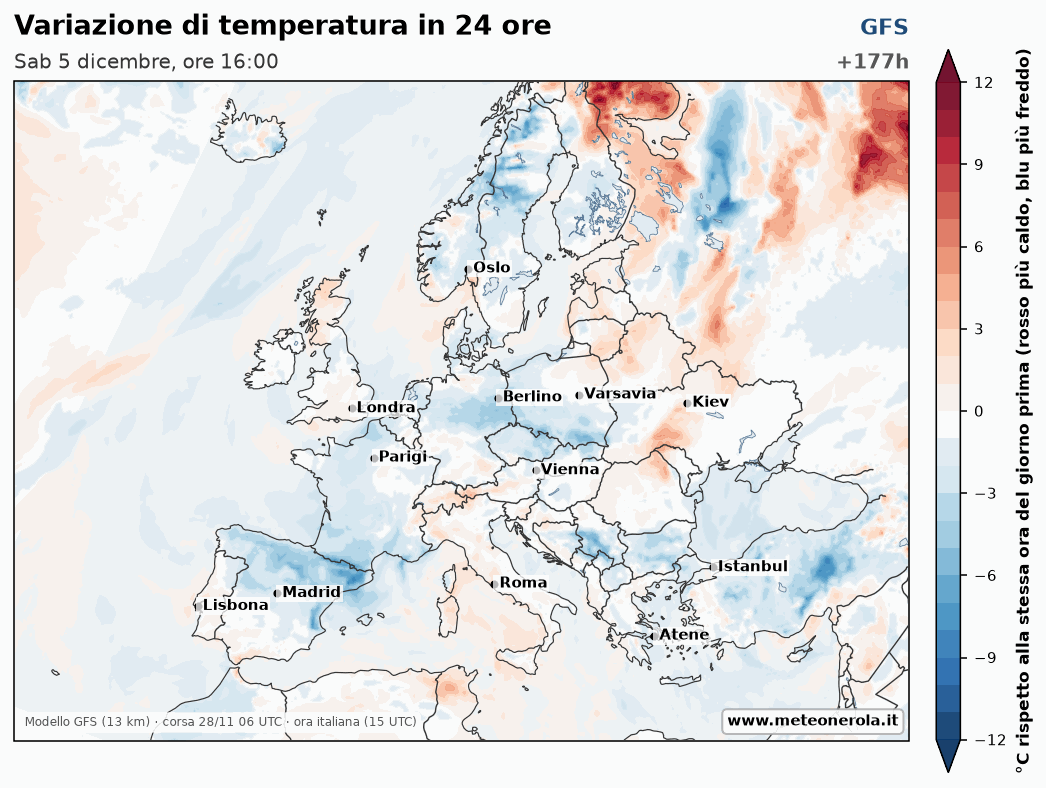 Variazione di temperatura in 24 ore
GFS
Sab 5 dicembre, ore 16:00
+177h
Oslo
Londra
Berlino
Varsavia
Kiev
Parigi
Vienna
Madrid
Lisbona
Roma
Istanbul
Atene
Modello GFS (13 km) · corsa 28/11 06 UTC · ora italiana (15 UTC)
www.meteonerola.it
12
9
6
3
0
−3
−6
−9
−12
°C rispetto alla stessa ora del giorno prima (rosso più caldo, blu più freddo)